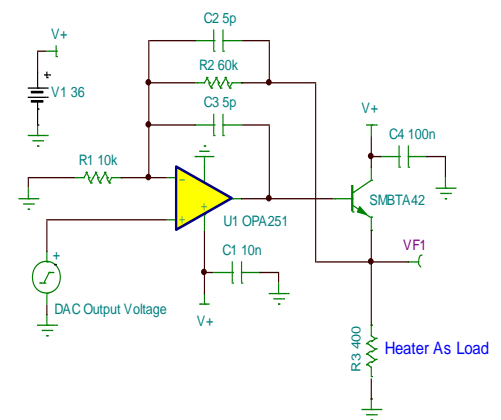 C2 5p
V+
R2 60k
V1 36
+
C3 5p
V+
C4 100n
R1 10k
-
+
+
U1 OPA251
SMBTA42
VF1
C1 10n
+
DAC Output Voltage
V+
R3 400
Heater As Load